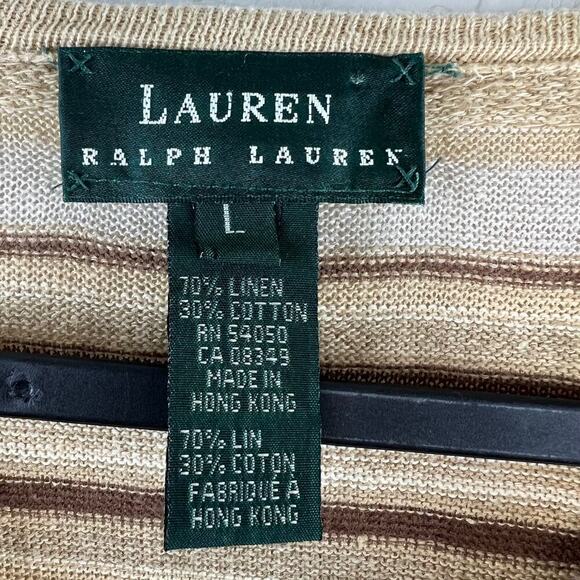 LAUREN
RALPH LAUREN
L
70% LINEN
30% COTTON
RN 54050
CA 08349
MADE IN
HONG KONG
70% LIN
30% COTON
FABRIQUÉ A
HONG KONG